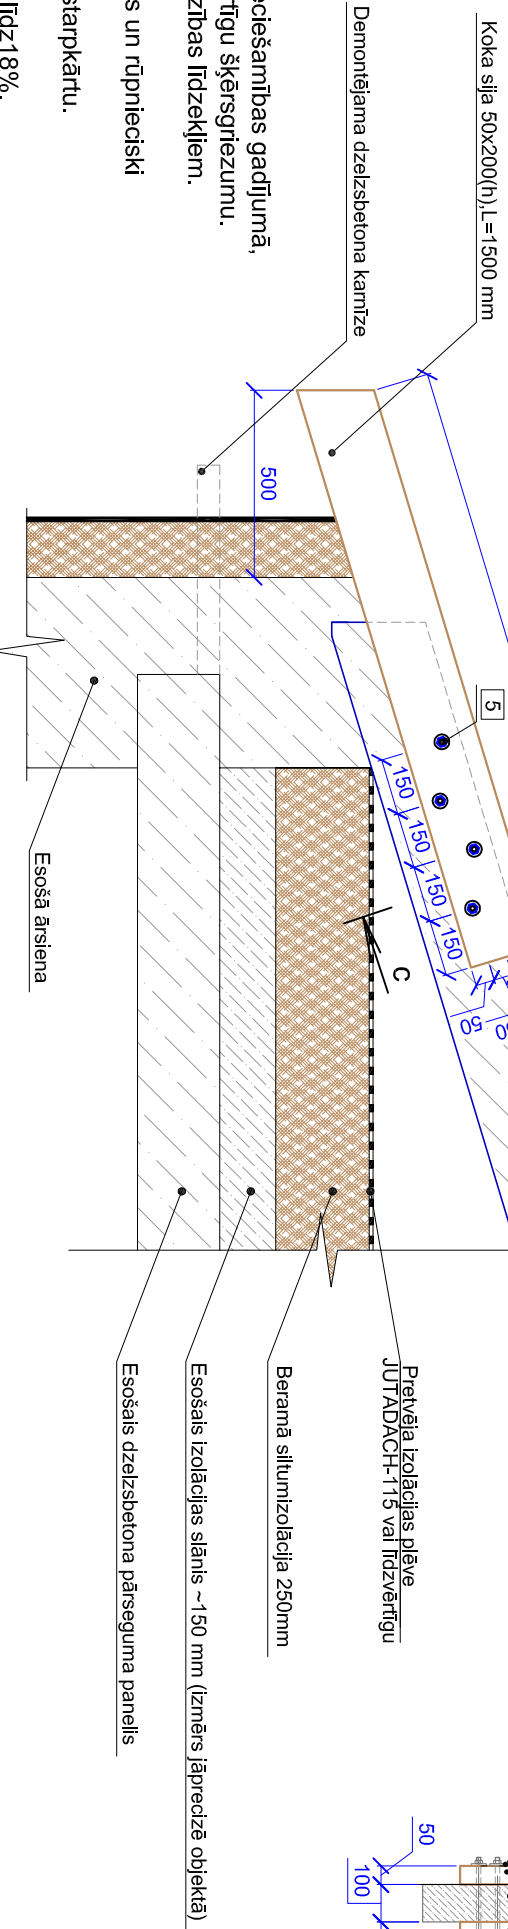 Koka sija 50x200(h),L=1500 mm
Demontējama dzelzsbetona karnīze
eciešamības gadījumā,
tīgu šķērsgriezumu.
zības līdzekļiem.
s un rūpnieciski
starpkārtu.
līdz18%.
500
5
150
150
150
150
50
C
Esošā ārsiena
Pretvēja izolācijas plēve
JUTADACH-115 vai līdzvērtīgu
Beramā siltumizolācija 250mm
Esošais izolācijas slānis ~150 mm (izmērs jāprecizē objektā)
Esošais dzelzsbetona pārseguma panelis
50
100